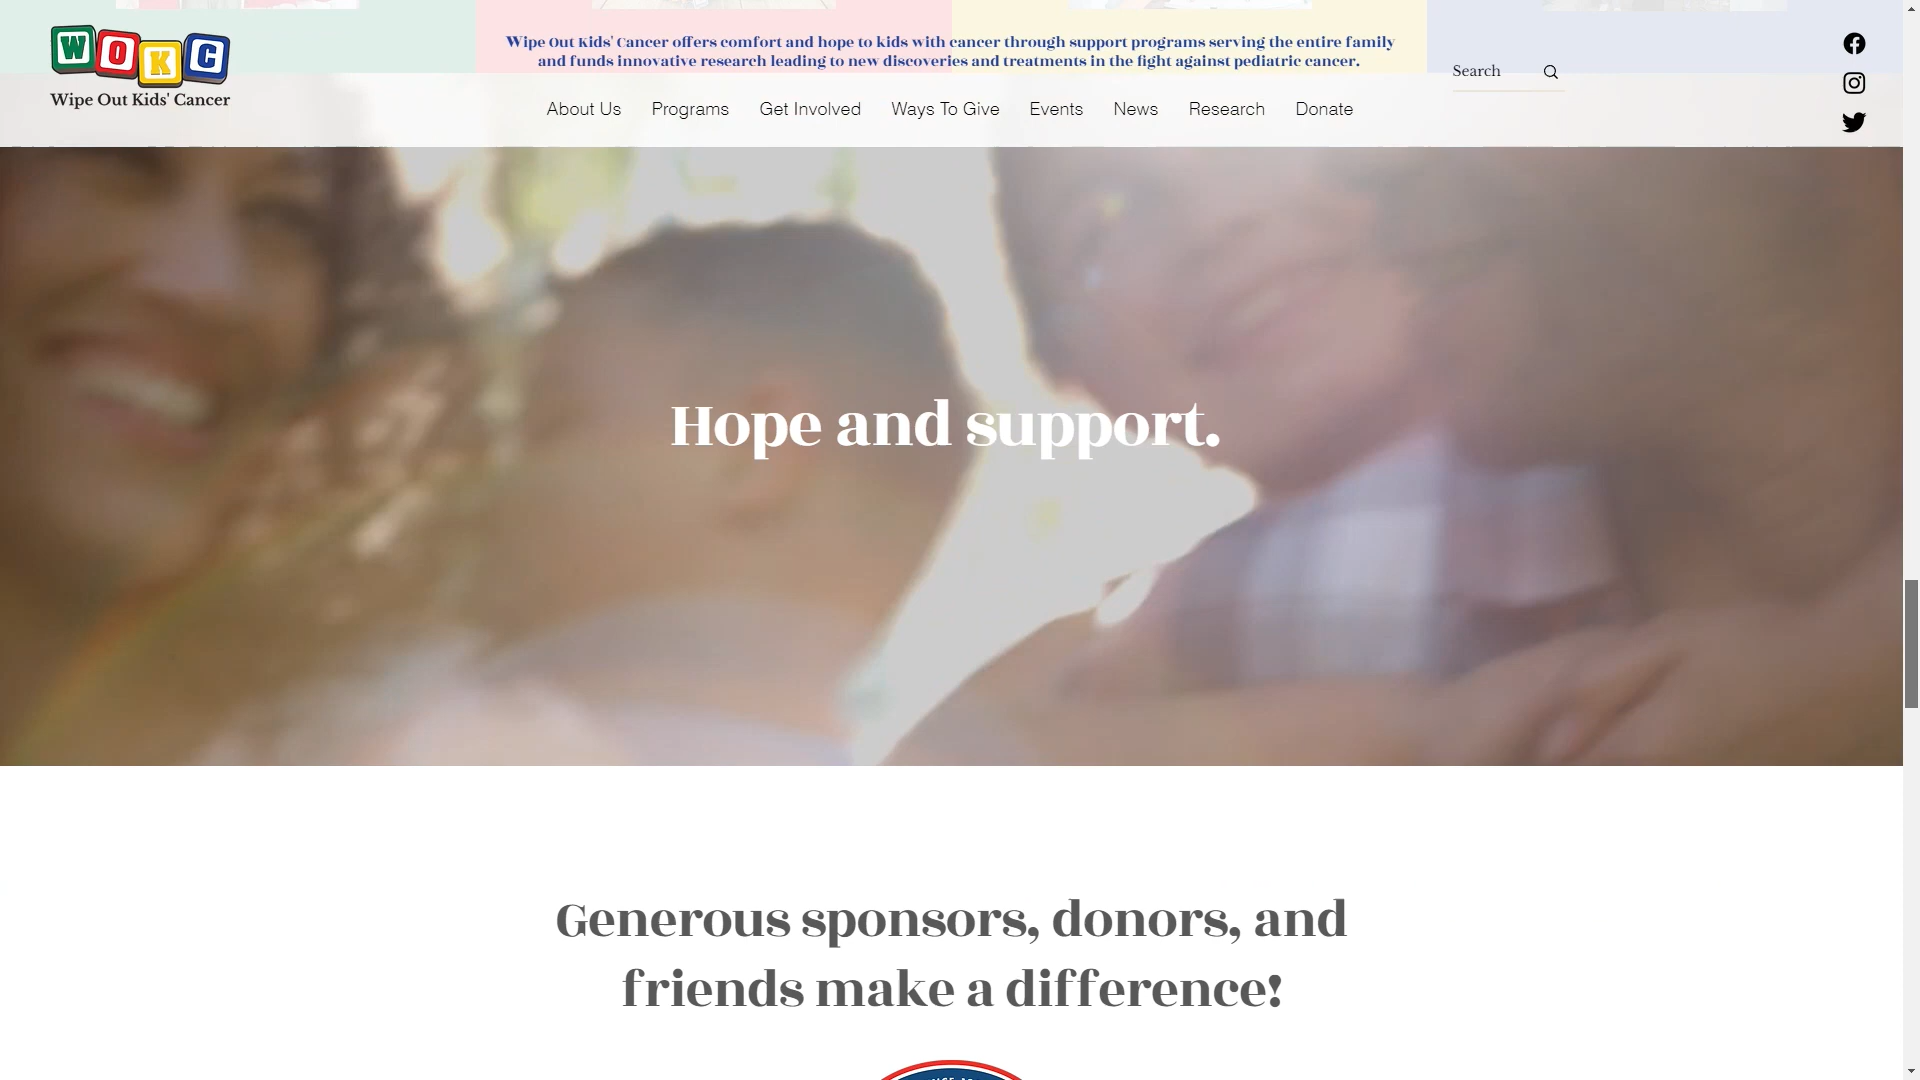 WOKC
Wipe Out Kids' Cancer
Wipe Out Kids' Cancer offers comfort and hope to kids with cancer through support programs serving the entire family
and funds innovative research leading to new discoveries and treatments in the fight against pediatric cancer.
Search
About Us
Programs
Get Involved
Ways To Give
Events
News
Research
Donate
Hope and support.
Generous sponsors, donors, and
friends make a difference!